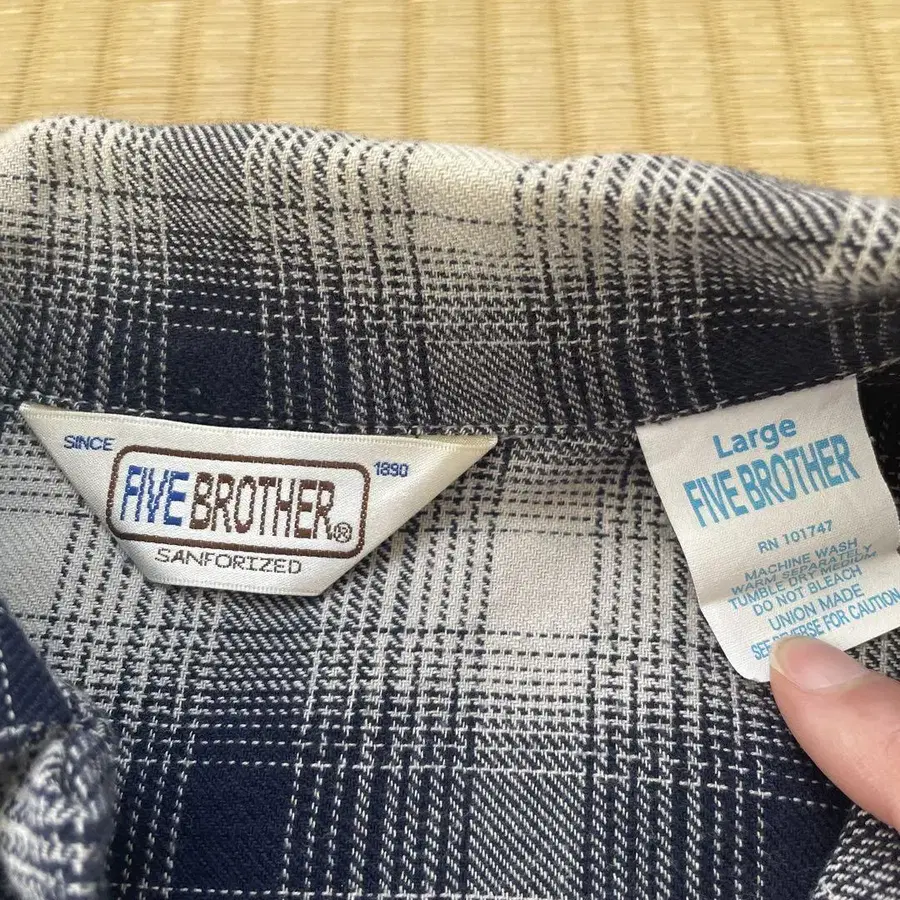 SINCE
1890
FIVE BROTHER®
SANFORIZED
Large
FIVE BROTHER
RN 101747
MACHINE WASH
WARM SEPARATELY
TUMBLE DRY MEDIUM
DO NOT BLEACH
UNION MADE
SEE REVERSE FOR CAUTION